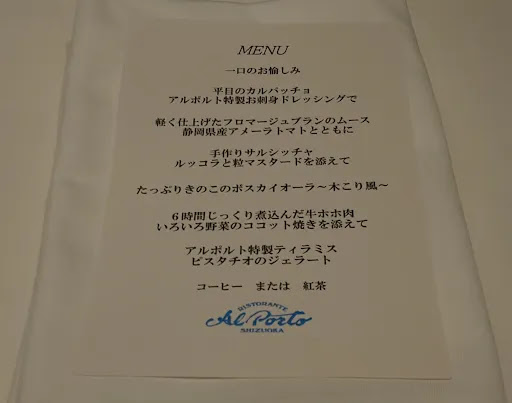 MENU
一口のお愉しみ
平目のカルパッチョ
アルポルト特製お刺身ドレッシングで
軽く仕上げたフロマージュブランのムース
静岡県産アメーラトマトとともに
手作りサルシッチャ
ルッコラと粒マスタードを添えて
たっぷりきのこのボスカイオーラ～木こり風～
６時間じっくり煮込んだ牛ホホ肉
いろいろ野菜のココット焼きを添えて
アルポルト特製ティラミス
ピスタチオのジェラート
コーヒー　または　紅茶
RISTORANTE
Al Porto
SHIZUOKA